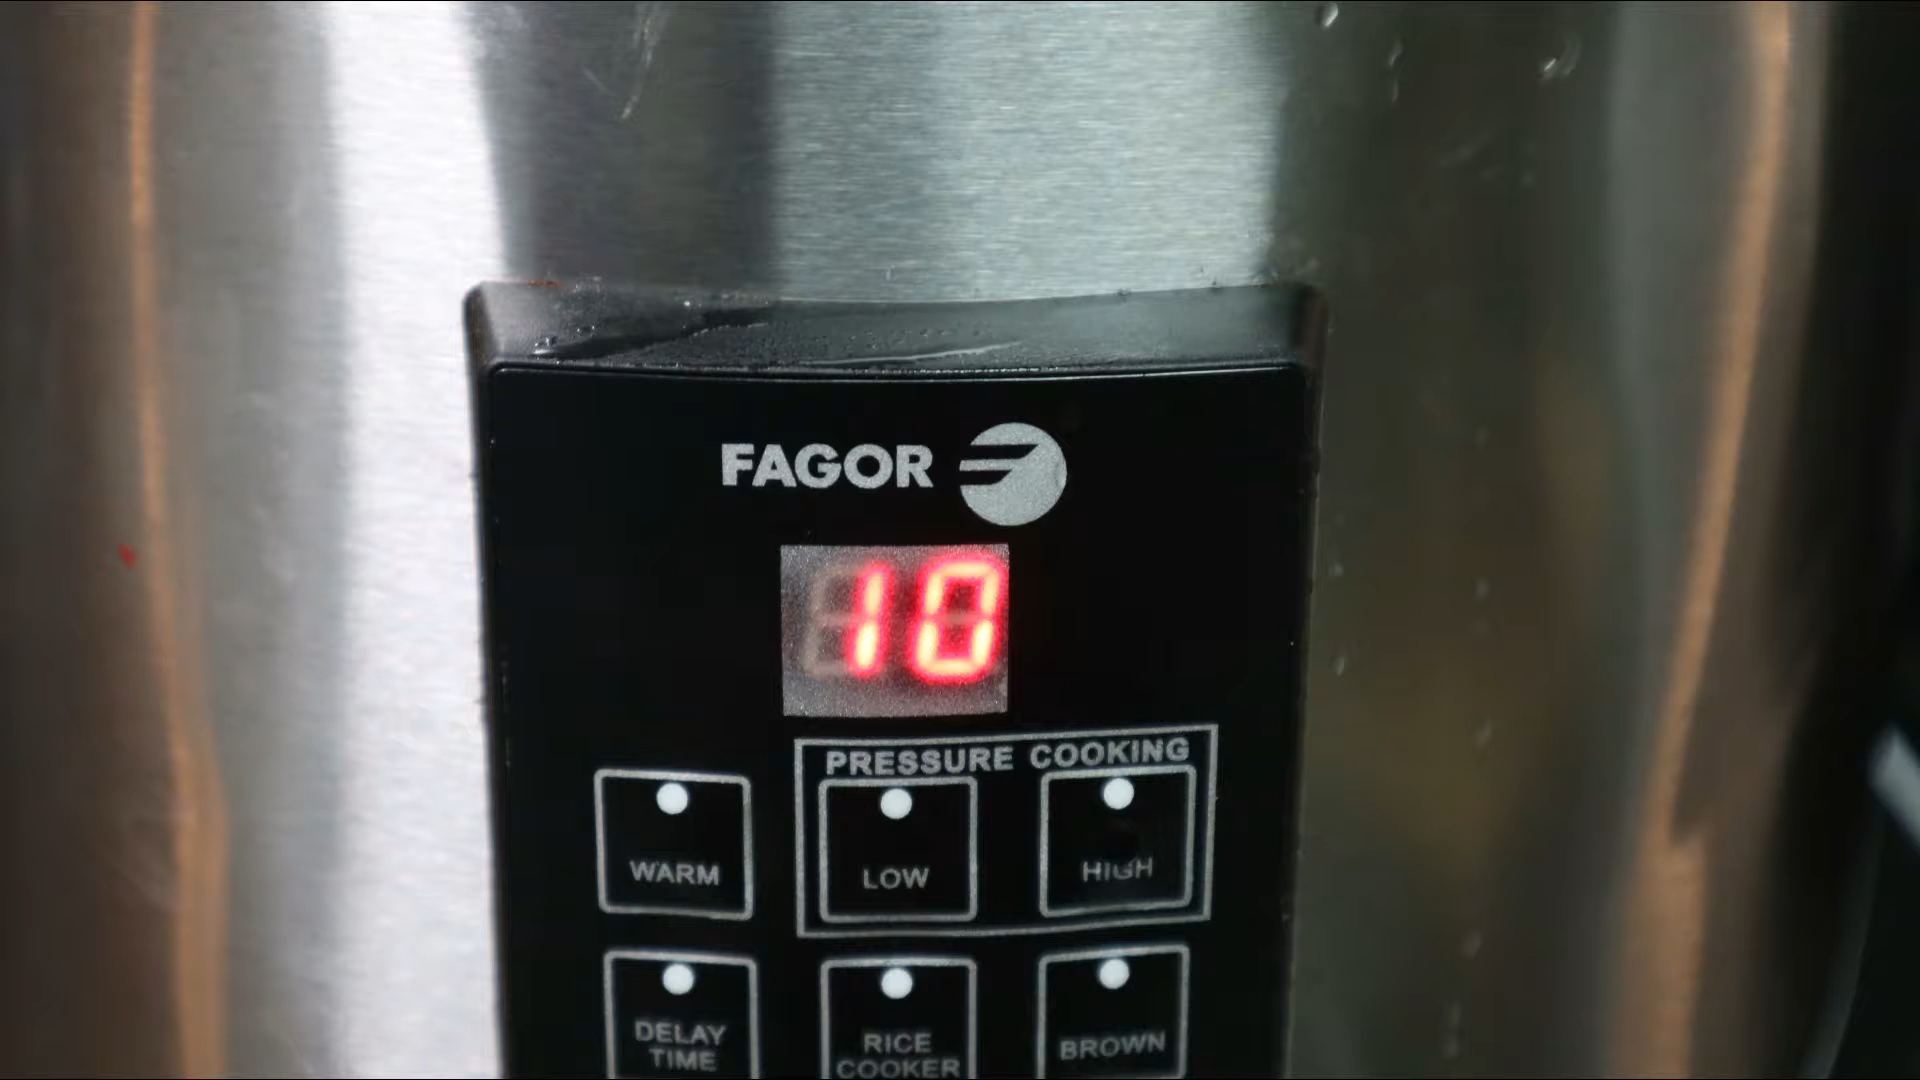 FAGOR
10
PRESSURE COOKING
WARM
LOW
HIGH
DELAY
TIME
RICE
COOKER
BROWN